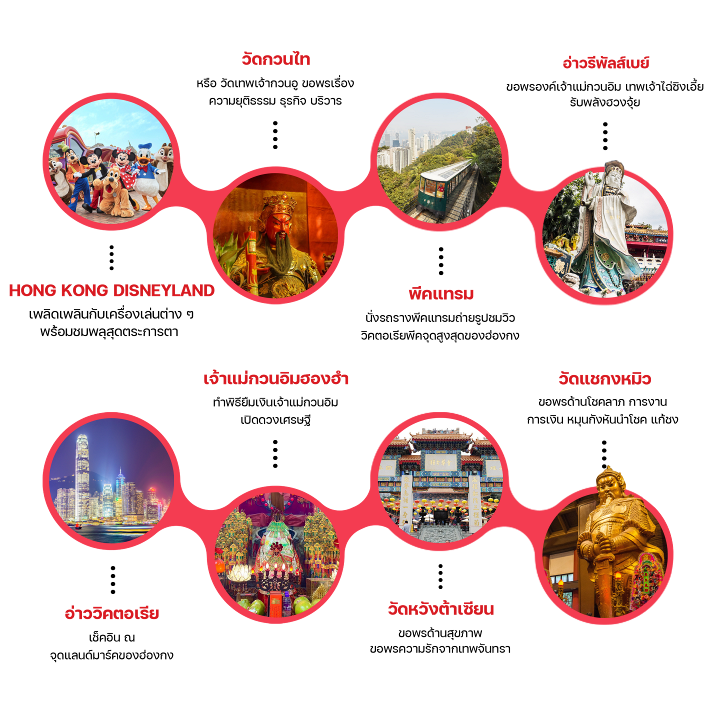 วัดกวนไท
หรือ วัดเทพเจ้ากวนอู ขอพรเรื่อง
ความยุติธรรม ธุรกิจ บริวาร
อ่าวรีพัลส์เบย์
ขอพรองค์เจ้าแม่กวนอิม เทพเจ้าไฉ่ซิงเอี้ย
รับพลังฮวงจุ้ย
HONG KONG DISNEYLAND
เพลิดเพลินกับเครื่องเล่นต่าง ๆ
พร้อมชมพลุสุดตระการตา
พีคแทรม
นั่งรถรางพีคแทรมถ่ายรูปชมวิว
วิคตอเรียพีคจุดสูงสุดของฮ่องกง
เจ้าแม่กวนอิมฮองฮำ
ทำพิธียืมเงินเจ้าแม่กวนอิม
เปิดดวงเศรษฐี
วัดแชกงหมิว
ขอพรด้านโชคลาภ การงาน
การเงิน หมุนกังหันนำโชค แก้ชง
อ่าววิคตอเรีย
เช็คอิน ณ
จุดแลนด์มาร์คของฮ่องกง
วัดหวังต้าเซียน
ขอพรด้านสุขภาพ
ขอพรความรักจากเทพจันทรา